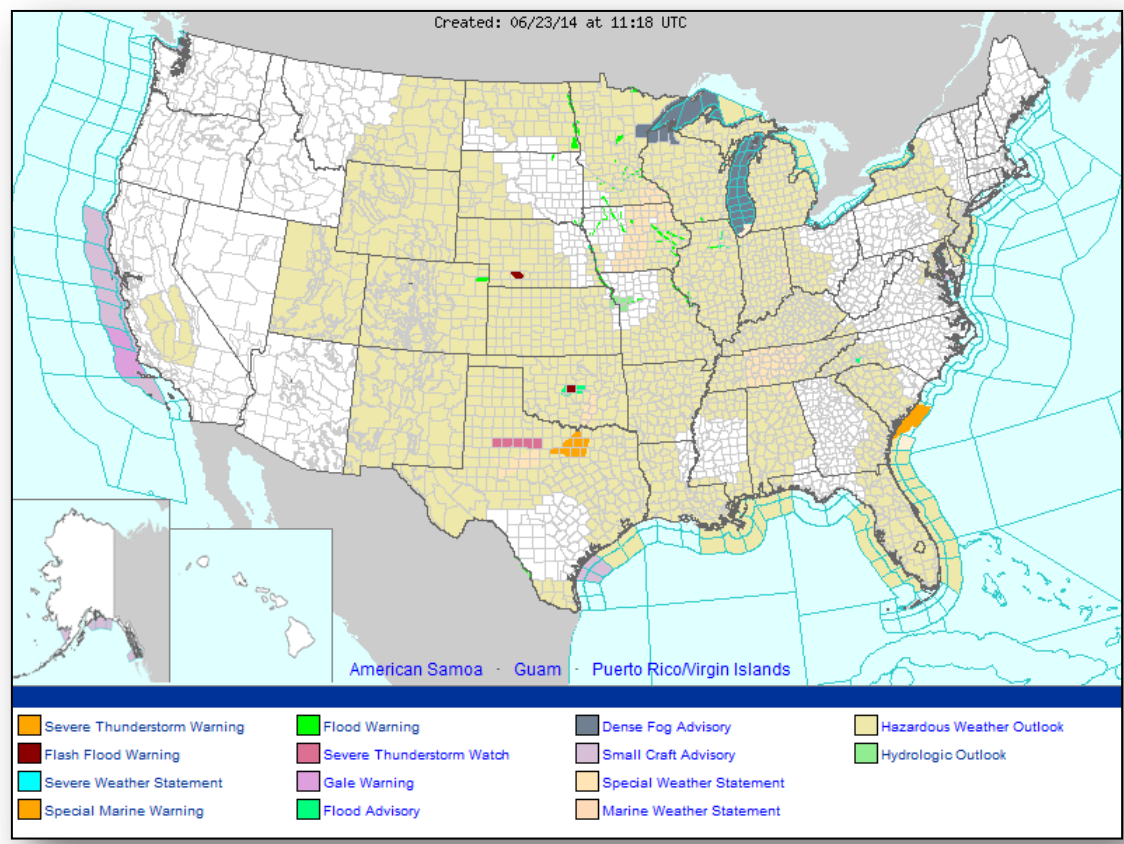 Created: 06/23/14 at 11:18 UTC
American Samoa - Guam - Puerto Rico/Virgin Islands
Severe Thunderstorm Warning
Flood Warning
Dense Fog Advisory
Hazardous Weather Outlook
Flash Flood Warning
Severe Thunderstorm Watch
Small Craft Advisory
Hydrologic Outlook
Severe Weather Statement
Gale Warning
Special Weather Statement
Special Marine Warning
Flood Advisory
Marine Weather Statement